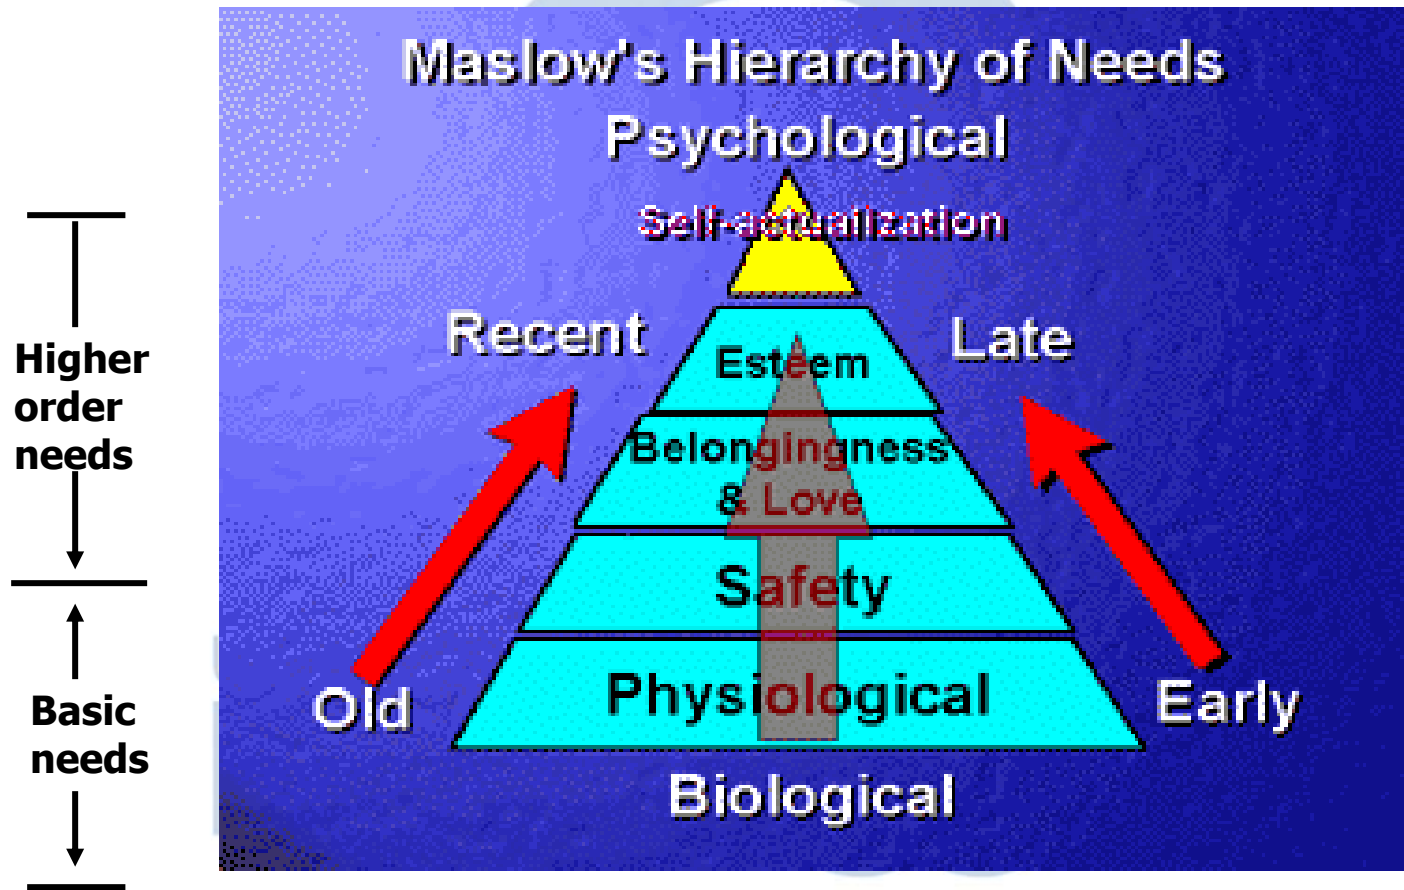 Maslow's Hierarchy of Needs
Psychological
Self-actualization
Recent
Late
Esteem
Higher
order
needs
Belongingness
& Love
Safety
Physiological
Old
Early
Basic
needs
Biological